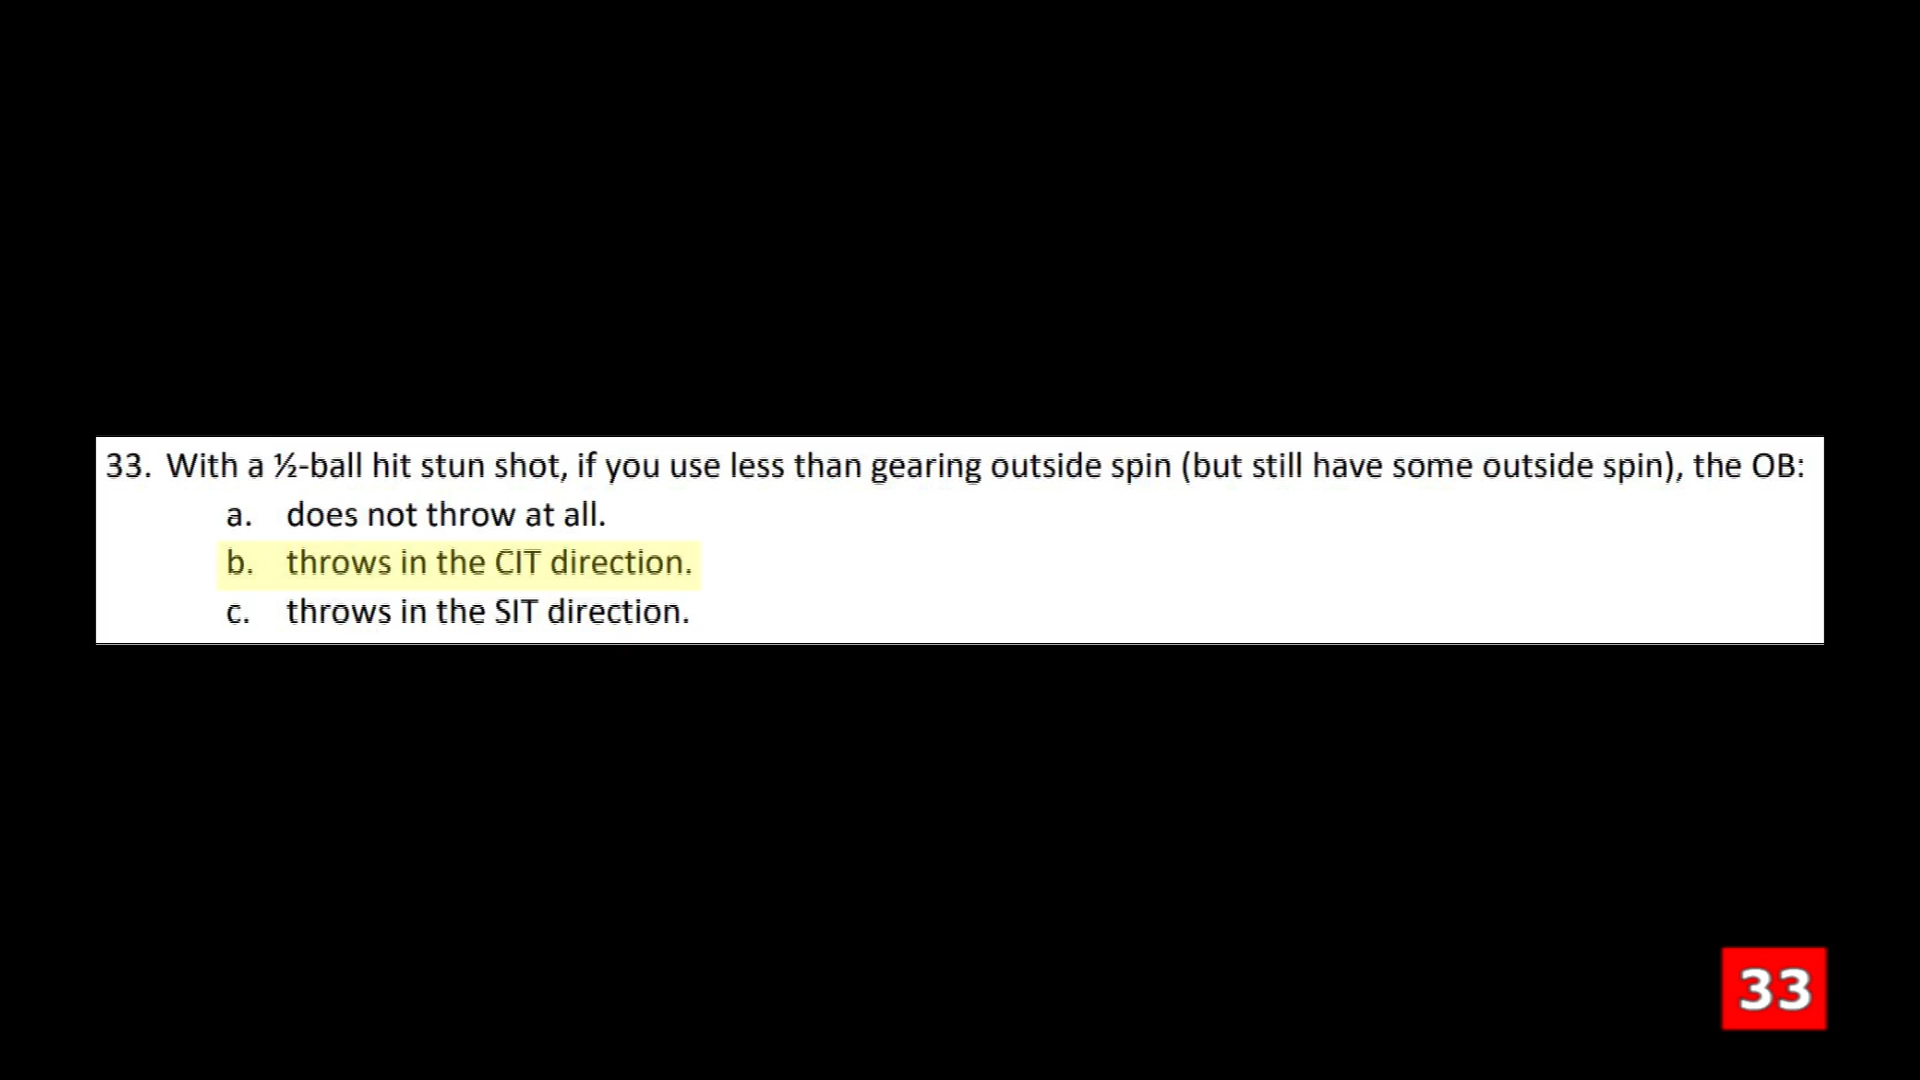 33. With a ½-ball hit stun shot, if you use less than gearing outside spin (but still have some outside spin), the OB:
a. does not throw at all.
b. throws in the CIT direction.
c. throws in the SIT direction.
33